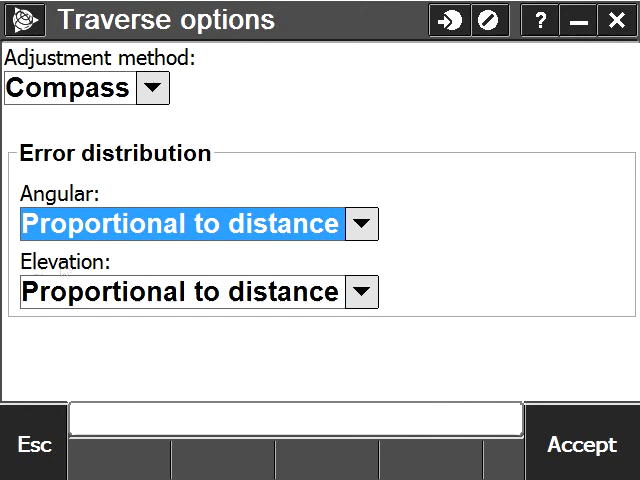 Traverse options
?
Adjustment method:
Compass
Error distribution
Angular:
Proportional to distance
Elevation:
Proportional to distance
Esc
Accept